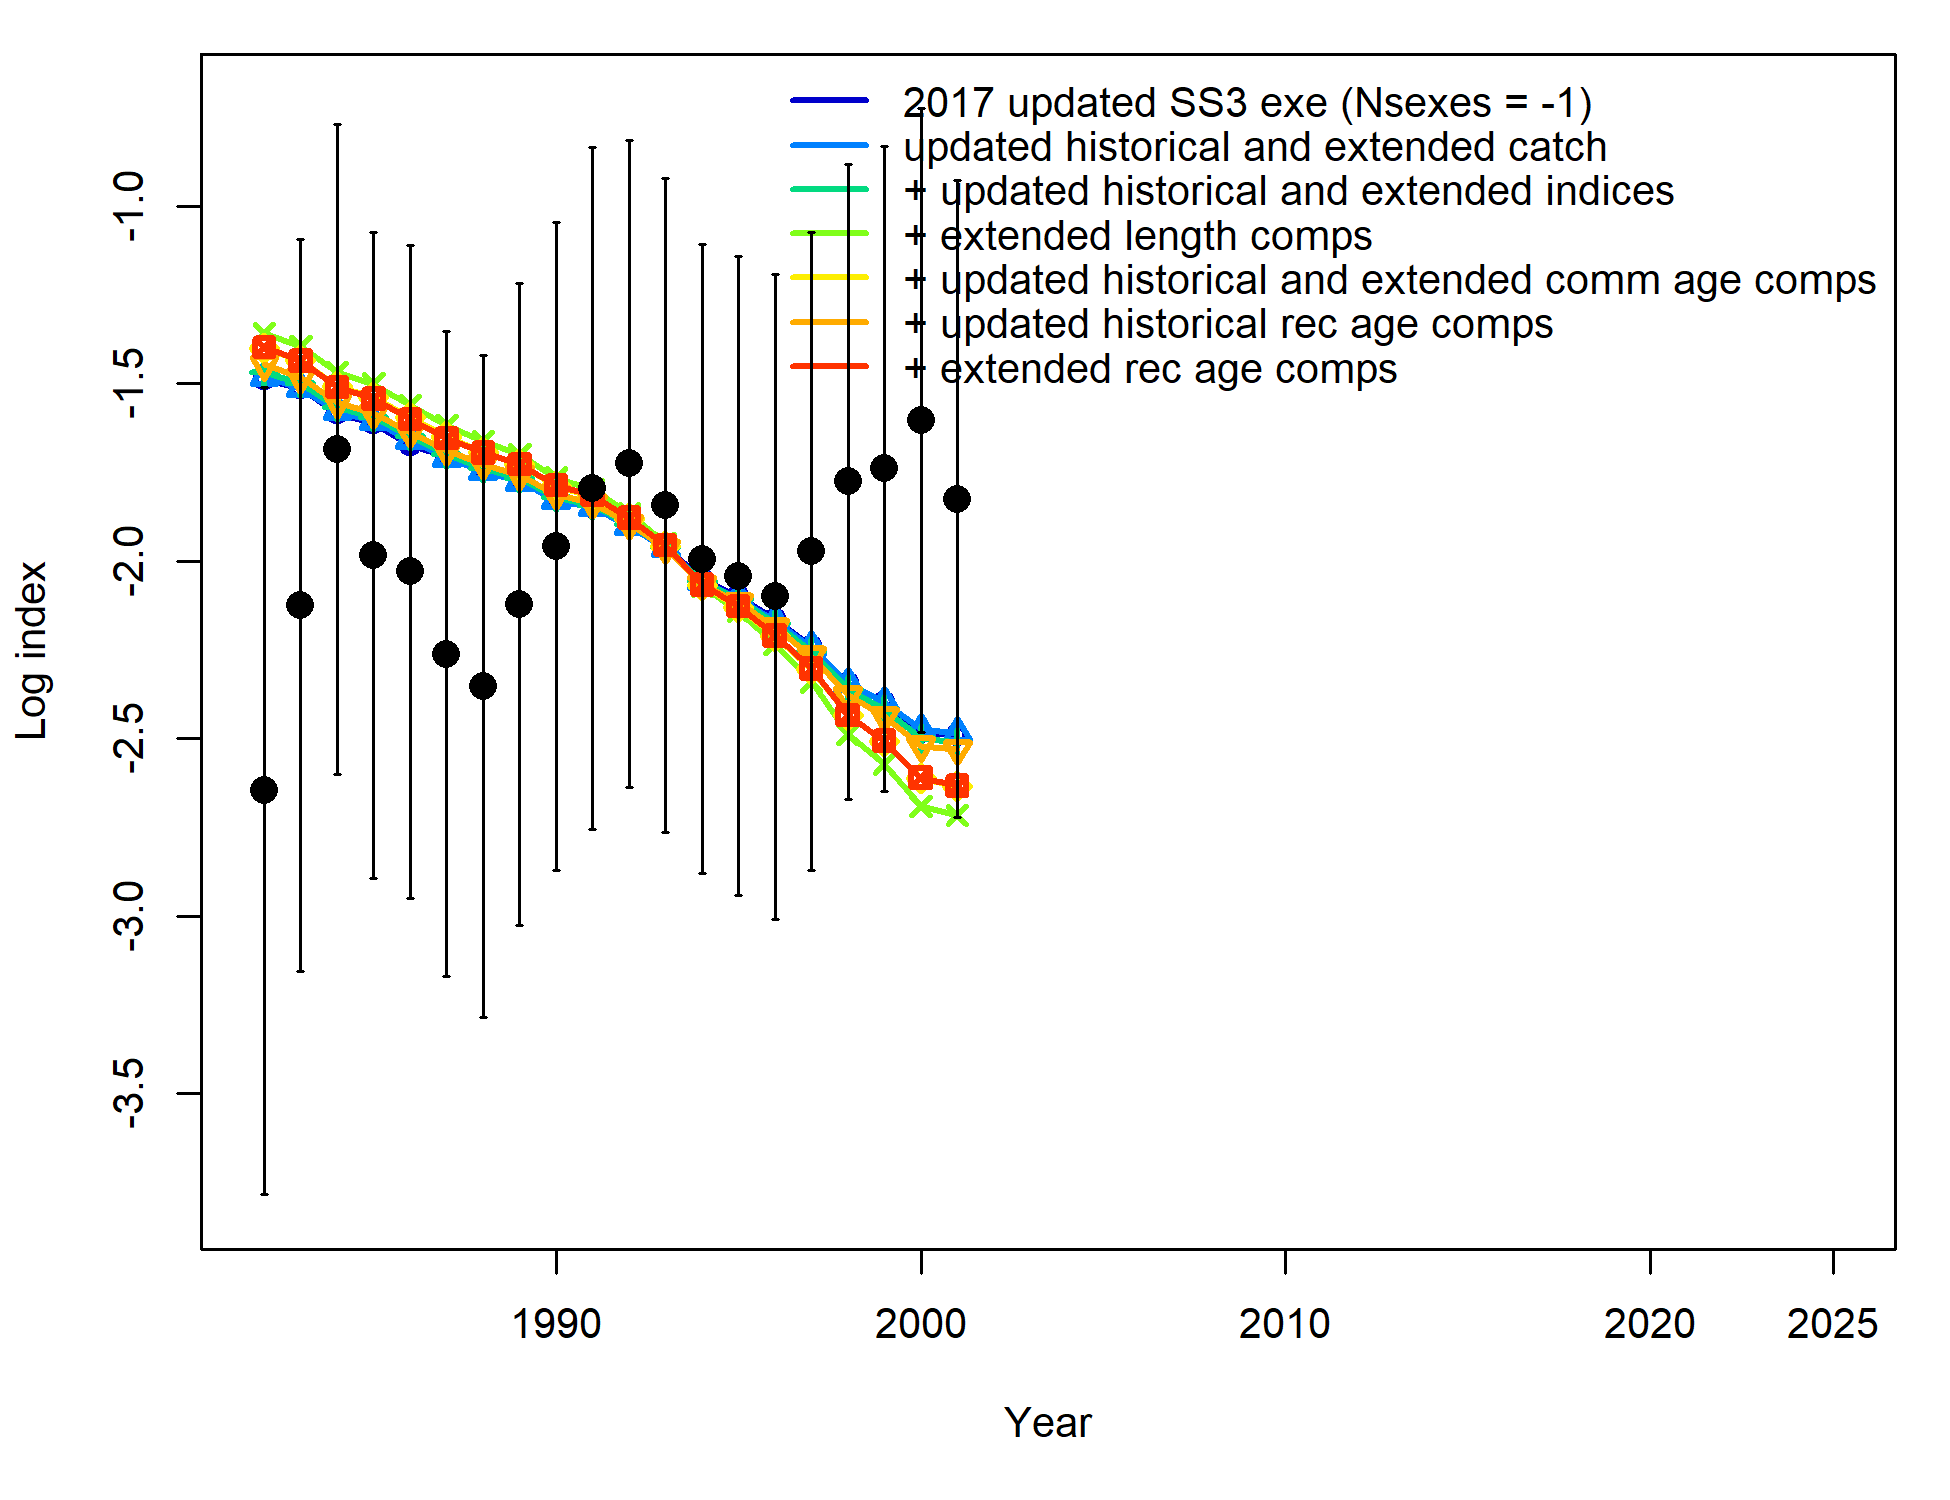 2017 updated SS3 exe (Nsexes = -1)
updated historical and extended catch
+ updated historical and extended indices
+ extended length comps
+ updated historical and extended comm age comps
+ updated historical rec age comps
+ extended rec age comps
Log index
-1.0
-1.5
-2.0
-2.5
-3.0
-3.5
1990
2000
2010
2020
2025
Year